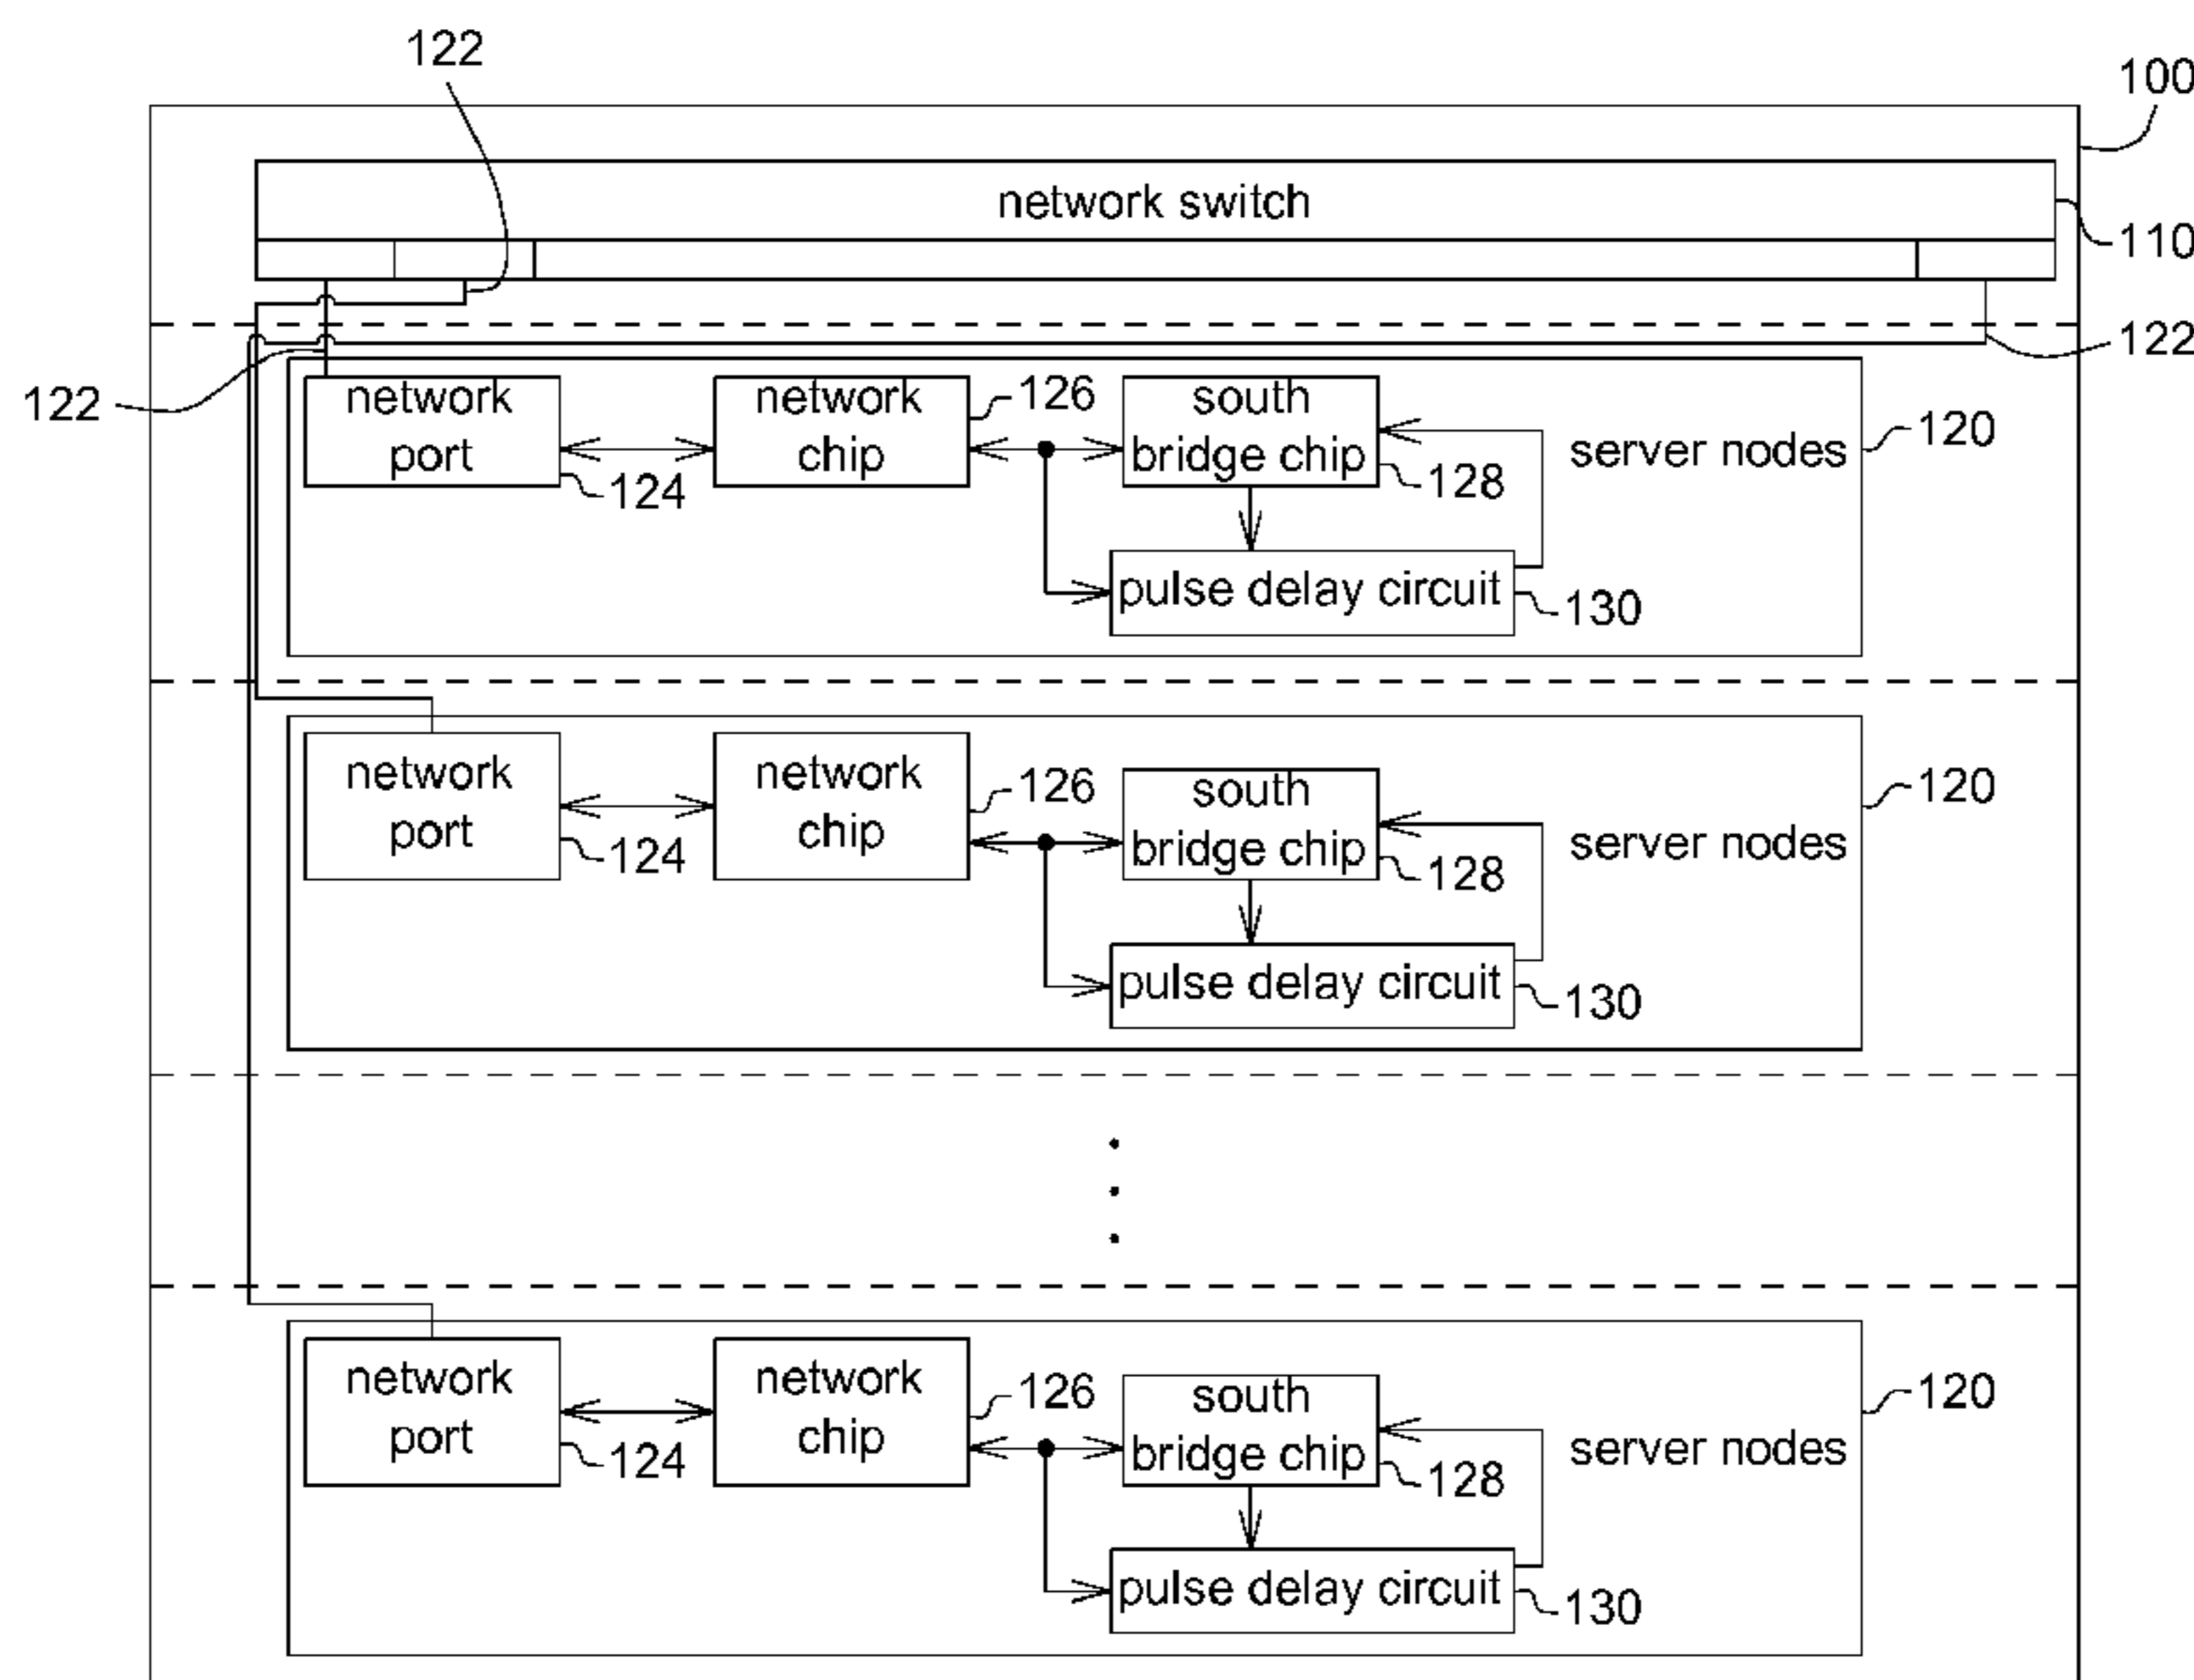 122
100
network switch
110
122
122
network
port
124
network
chip
126
south
bridge chip
128
server nodes
120
pulse delay circuit
130
network
port
124
network
chip
126
south
bridge chip
128
server nodes
120
pulse delay circuit
130
network
port
124
network
chip
126
south
bridge chip
128
server nodes
120
pulse delay circuit
130